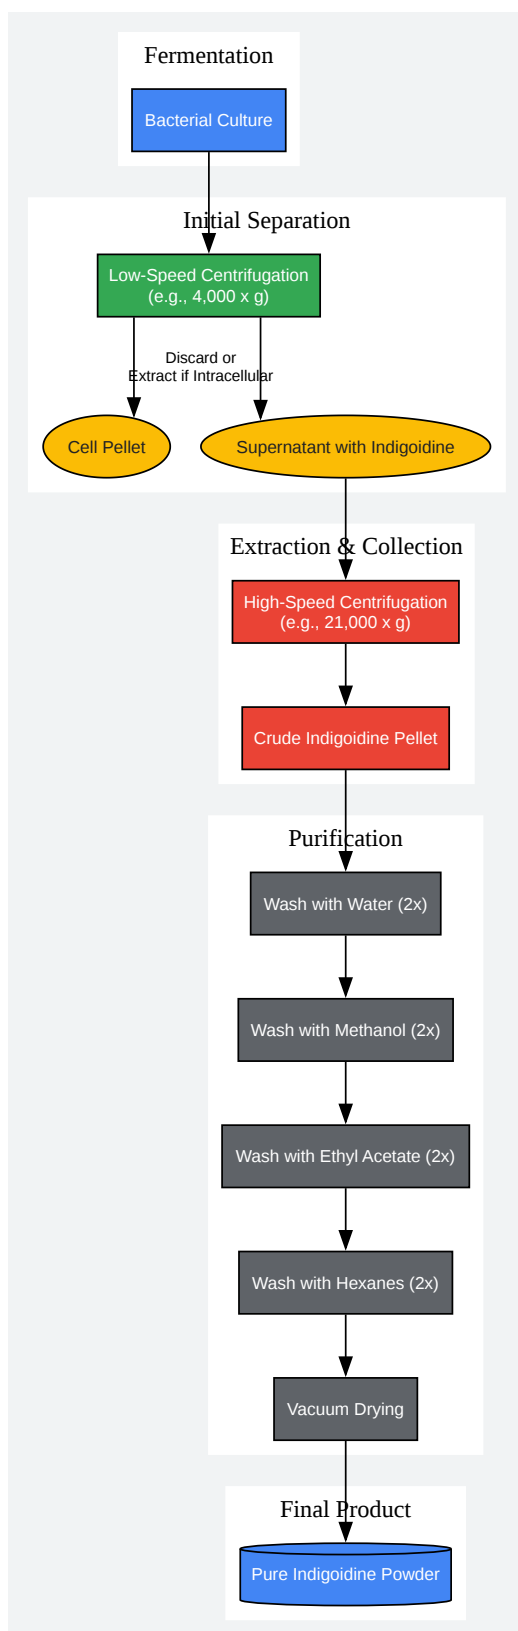 Fermentation
Bacterial Culture
Initial Separation
Low-Speed Centrifugation
(e.g., 4,000 x g)
Discard or
Extract if Intracellular
Cell Pellet
Supernatant with Indigoidine
Extraction & Collection
High-Speed Centrifugation
(e.g., 21,000 x g)
Crude Indigoidine Pellet
Purification
Wash with Water (2x)
Wash with Methanol (2x)
Wash with Ethyl Acetate (2x)
Wash with Hexanes (2x)
Vacuum Drying
Final Product
Pure Indigoidine Powder